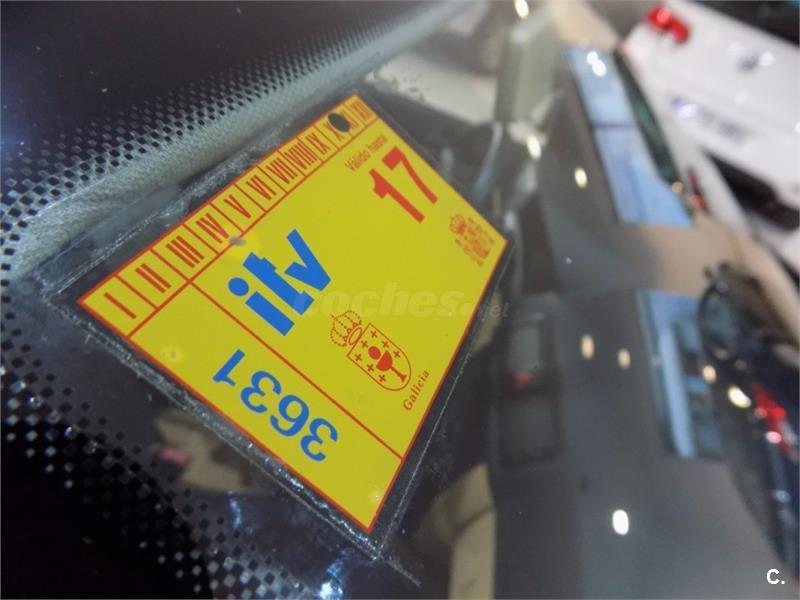 I II III IV V VI VII VIII IX X XI XII
Válido hasta
17
itv
Galicia
3631
coches.net
C.